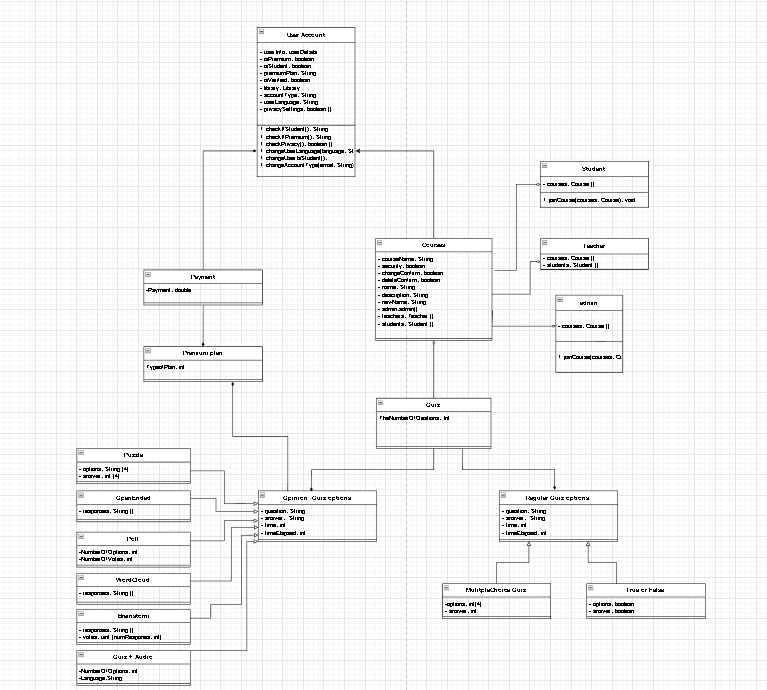 User Account
- userInfo. userDetails
- isPremium. boolean
- isStudent. boolean
- premiumPlan. String
- isVerified. boolean
- library. Library
- accountType. String
- userLanguage. String
- privacySettings. boolean []
+ checkIfStudent(). String
+ checkIfPremium(). String
+ checkPrivacy(). boolean []
+ changeUserLanguage(language. St
+ changeUserIsStudent().
+ changeAccountType(email. String)
Student
- courses. Course []
+ joinCourse(courses. Course). void
Courses
- courseName. String
- security. boolean
- changeConfirm. boolean
- deleteConfirm. boolean
- name. String
- description. String
- newName. String
- admin.admin[]
- teachers. Teacher []
- students. Student []
Teacher
- courses. Course []
- students. Student []
Payment
-Payment. double
admin
- courses. Course []
+ joinCourse(courses. Co
Premium plan
TypeofPlan. int
Quiz
TheNumberOfQuestions. int
Puzzle
- options. String [4]
- answer. int [4]
OpenEnded
- responses. String []
Opinion Quiz options
- question. String
- answer. String
- time. int
- timeElapsed. int
Regular Quiz options
- question. String
- answer. String
- time. int
- timeElapsed. int
Poll
-NumberOfOptions. int
-NumberOfVotes. int
WordCloud
- responses. String []
MultipleChoice Quiz
-options. int[4]
- answer. int
True or False
- options. boolean
- answer. boolean
Brainstorm
- responses. String []
- votes. int [numResponse. int]
Quiz + Audio
-NumberOfOptions. int
-Language.String